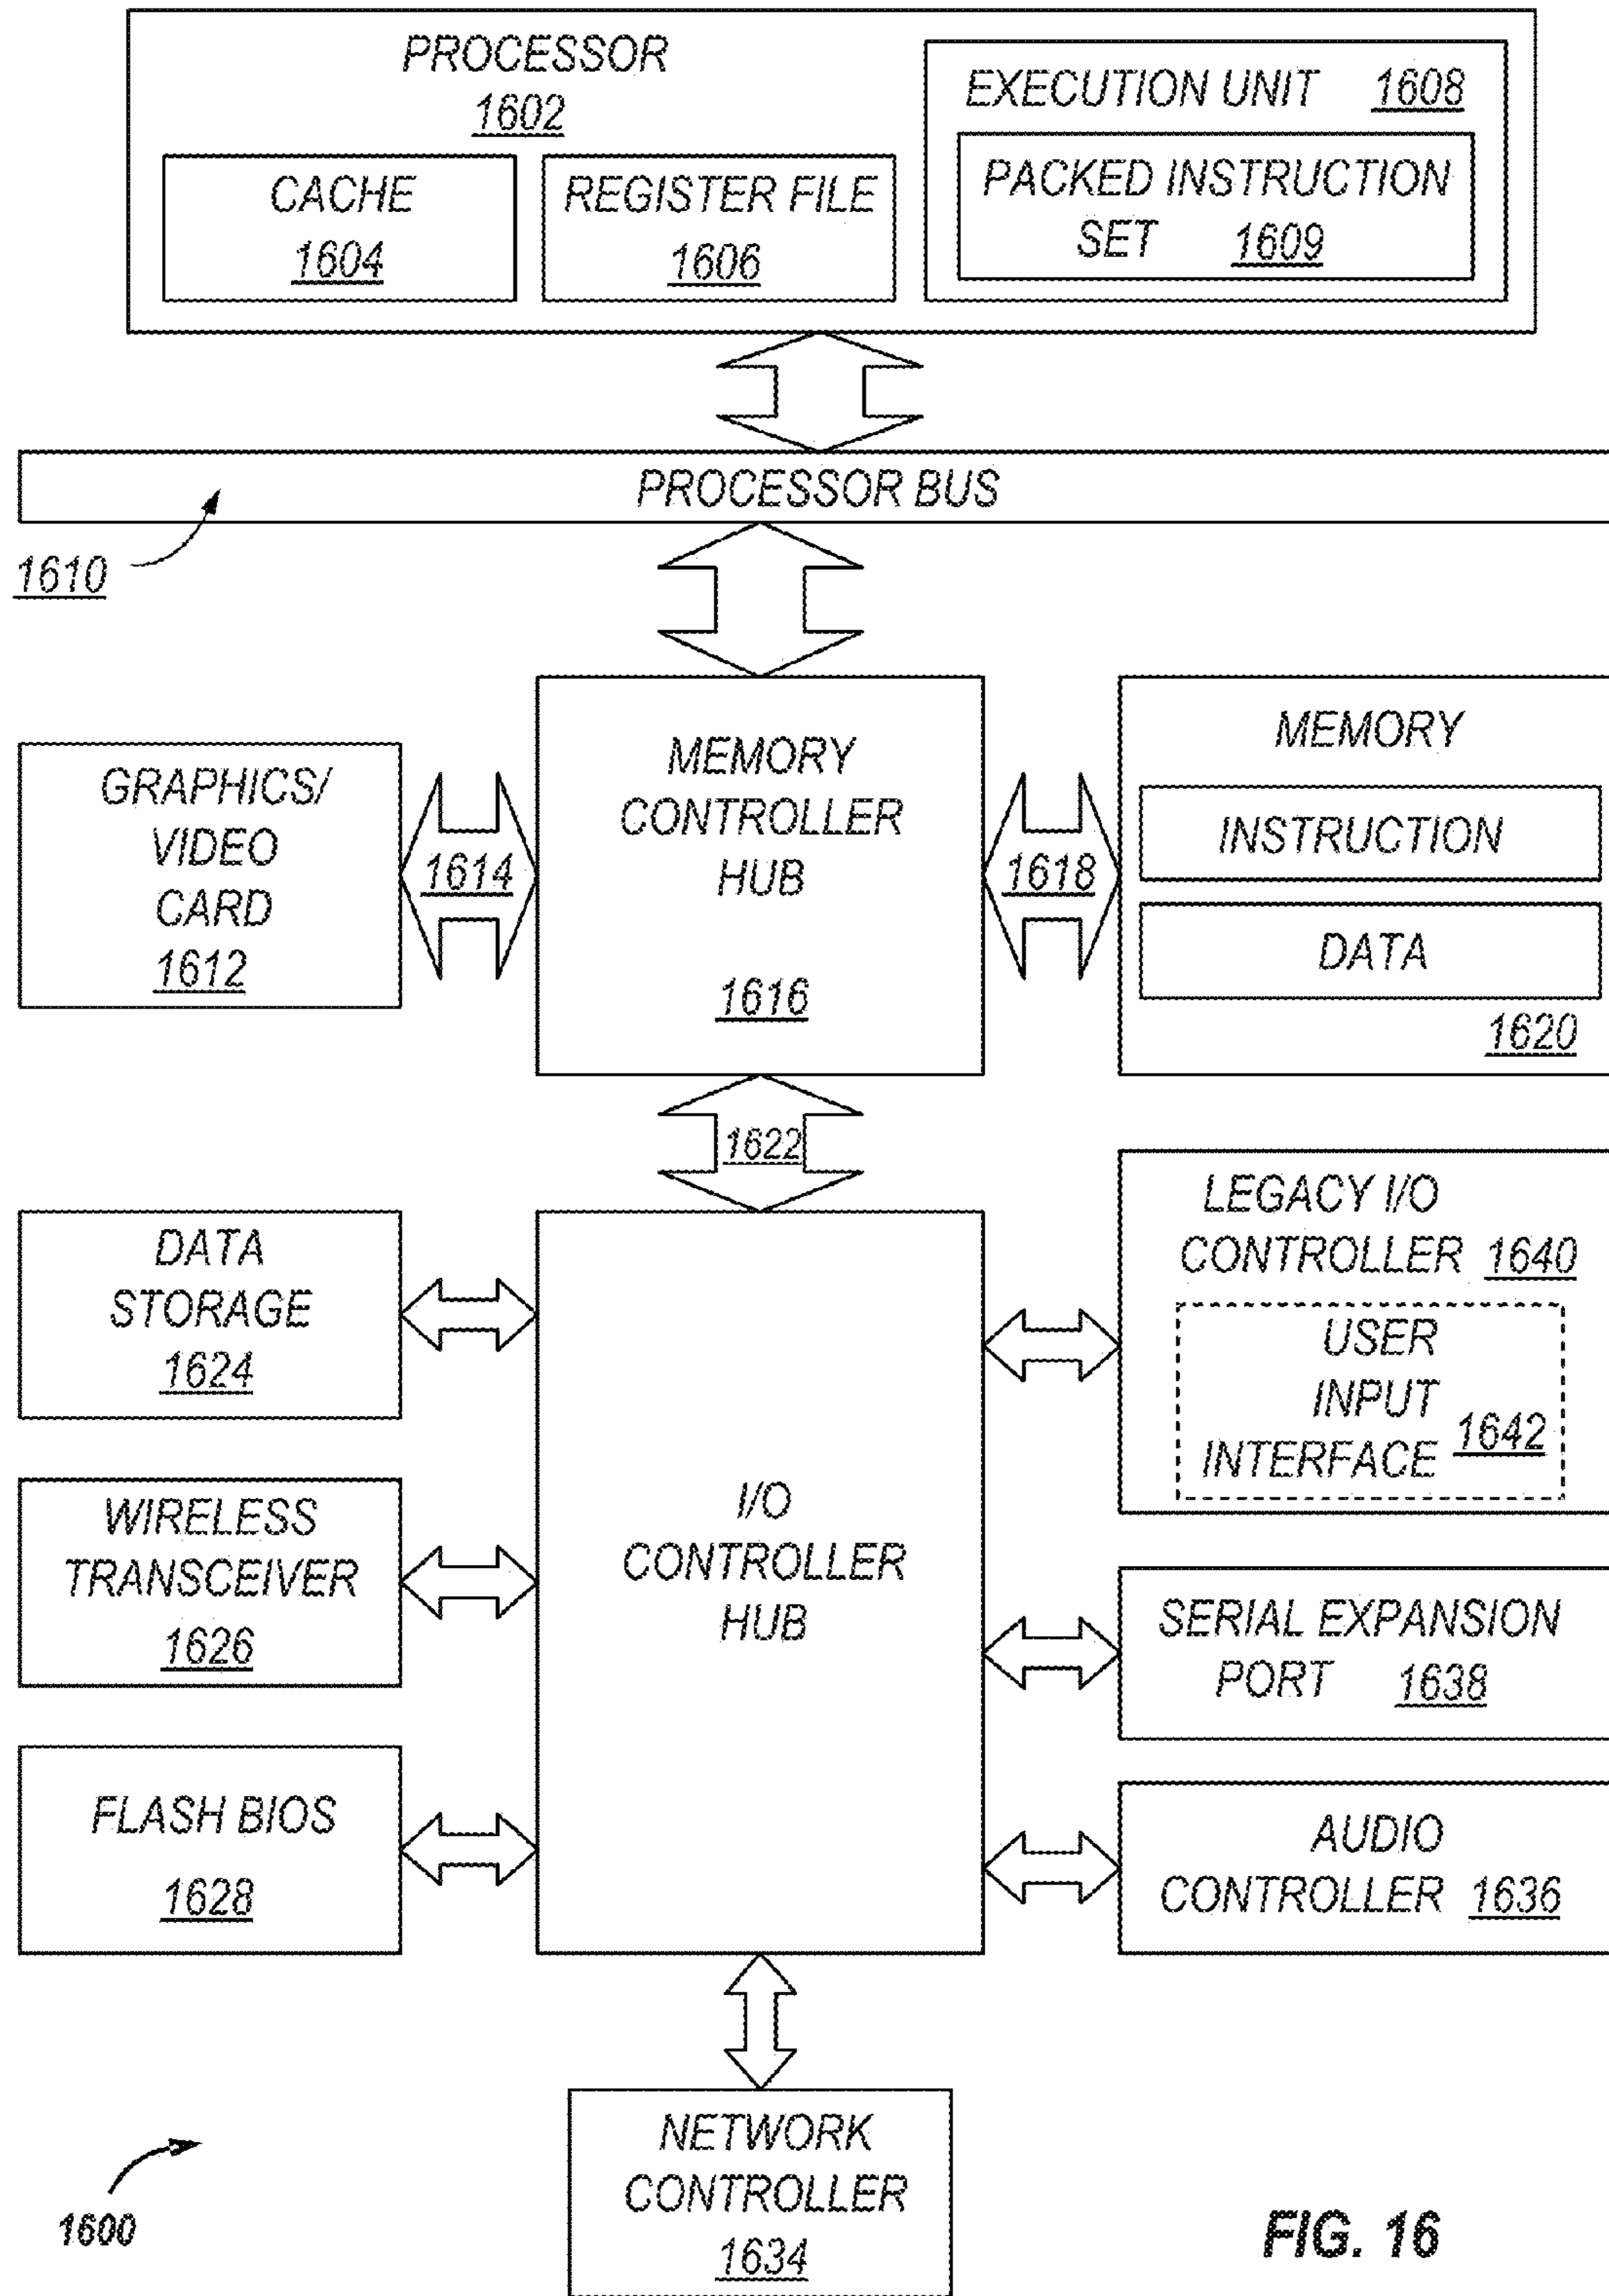 PROCESSOR
1602
EXECUTION UNIT 1608
CACHE
1604
REGISTER FILE
1606
PACKED INSTRUCTION
SET 1609
PROCESSOR BUS
1610
GRAPHICS/
VIDEO
CARD
1612
1614
MEMORY
CONTROLLER
HUB
1616
1618
MEMORY
INSTRUCTION
DATA
1620
1622
DATA
STORAGE
1624
LEGACY I/O
CONTROLLER 1640
USER
INPUT
INTERFACE 1642
WIRELESS
TRANSCEIVER
1626
I/O
CONTROLLER
HUB
SERIAL EXPANSION
PORT 1638
FLASH BIOS
1628
AUDIO
CONTROLLER 1636
NETWORK
CONTROLLER
1634
1600
FIG. 16